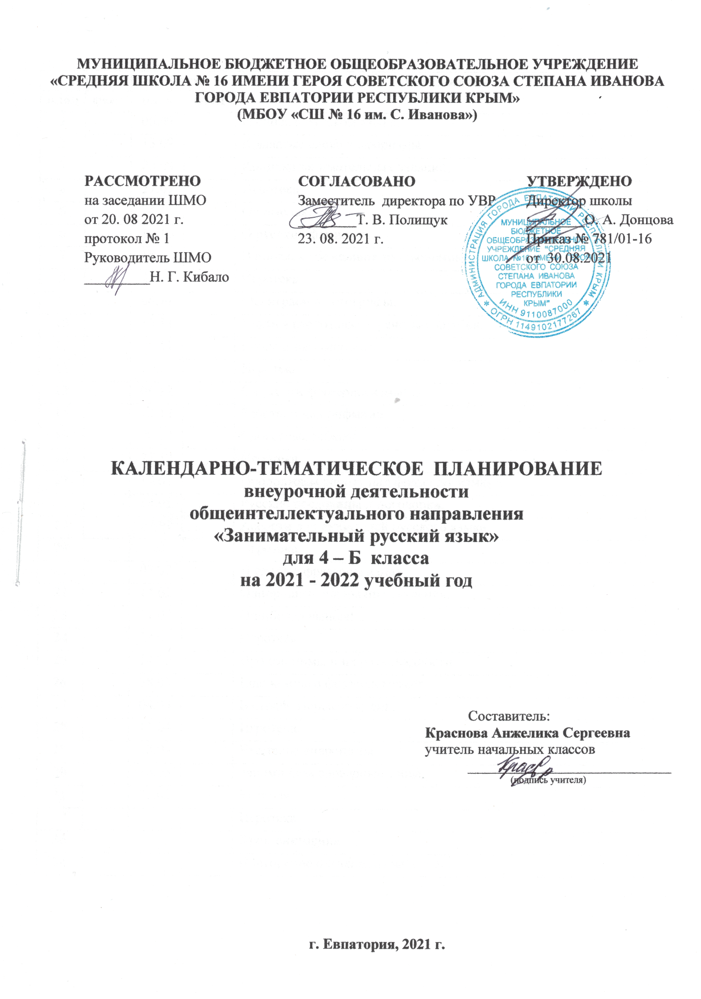 МУНИЦИПАЛЬНОЕ БЮДЖЕТНОЕ ОБЩЕОБРАЗОВАТЕЛЬНОЕ УЧРЕЖДЕНИЕ
«СРЕДНЯЯ ШКОЛА № 16 ИМЕНИ ГЕРОЯ СОВЕТСКОГО СОЮЗА СТЕПАНА ИВАНОВА
ГОРОДА ЕВПАТОРИИ РЕСПУБЛИКИ КРЫМ»
(МБОУ «СШ № 16 им. С. Иванова»)
РАССМОТРЕНО
на заседании ШМО
от 20. 08 2021 г.
протокол № 1
Руководитель ШМО
_________Н. Г. Кибало
СОГЛАСОВАНО
Заместитель директора по УВР
________Т. В. Полищук
23. 08. 2021 г.
УТВЕРЖДЕНО
Директор школы
________О. А. Донцова
Приказ № 781/01-16
от 30.08.2021
АДМИНИСТРАЦИЯ ГОРОДА ЕВПАТОРИИ РЕСПУБЛИКИ КРЫМ
МУНИЦИПАЛЬНОЕ
БЮДЖЕТНОЕ
ОБЩЕОБРАЗОВАТЕЛЬНОЕ
УЧРЕЖДЕНИЕ "СРЕДНЯЯ
ШКОЛА №16 ИМЕНИ ГЕРОЯ
СОВЕТСКОГО СОЮЗА
СТЕПАНА ИВАНОВА
ГОРОДА ЕВПАТОРИИ
РЕСПУБЛИКИ
КРЫМ"
ИНН 9110087000
* ОГРН 1149102177267 *
КАЛЕНДАРНО-ТЕМАТИЧЕСКОЕ ПЛАНИРОВАНИЕ
внеурочной деятельности
общеинтеллектуального направления
«Занимательный русский язык»
для 4 – Б класса
на 2021 - 2022 учебный год
Составитель:
Краснова Анжелика Сергеевна
учитель начальных классов
(подпись учителя)
г. Евпатория, 2021 г.